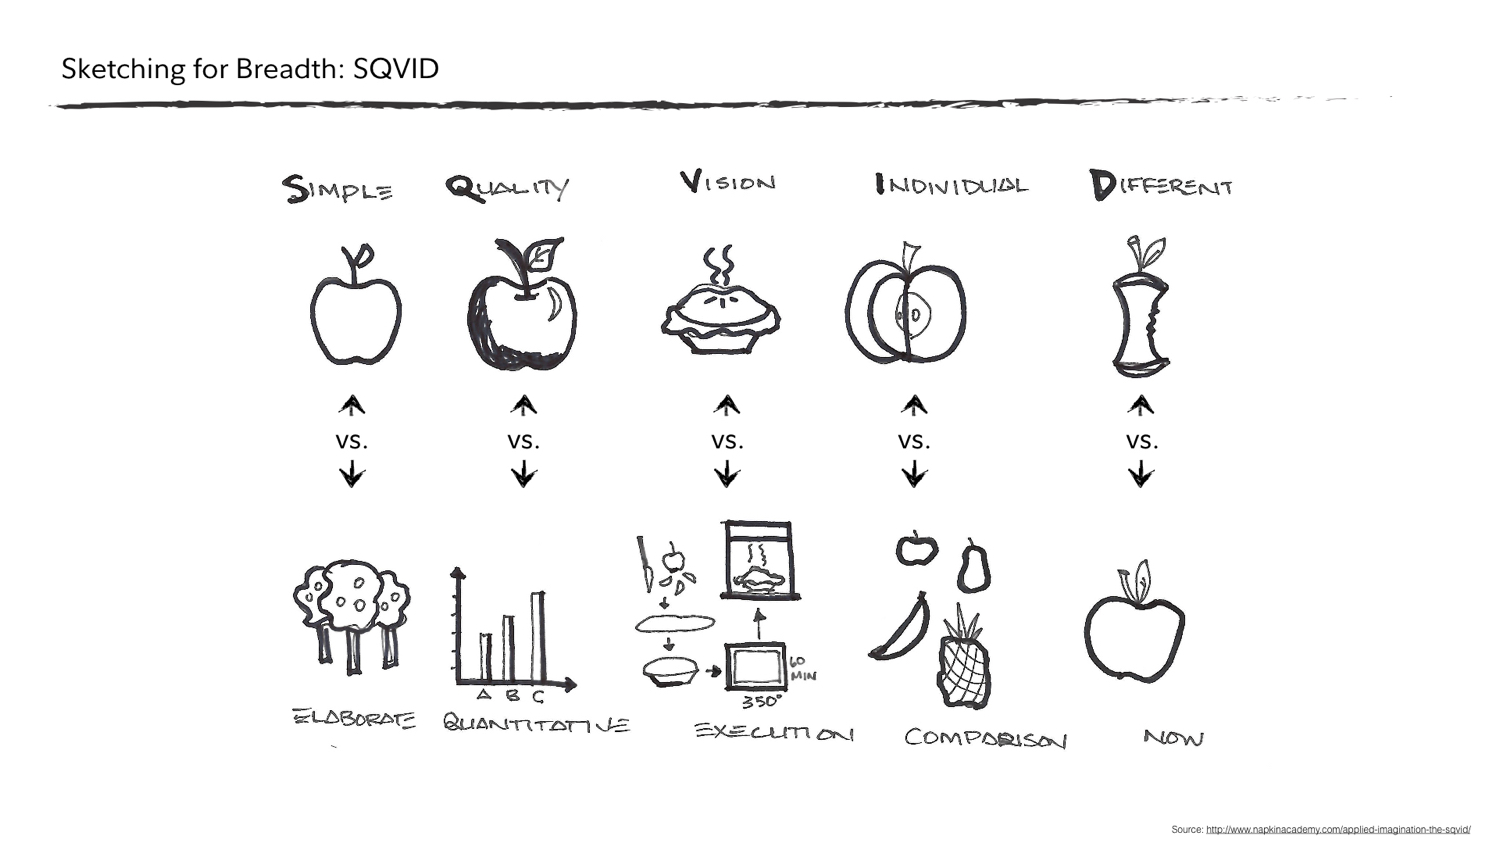 Sketching for Breadth: SQVID
SIMPLE QUALITY VISION INDIVIDUAL DIFFERENT
vs. vs. vs. vs. vs.
60
MIN
A B C
350°
ELABORATE QUANTITATIVE EXECUTION COMPARISON NOW
Source: http://www.napkinacademy.com/applied-imagination-the-sqvid/